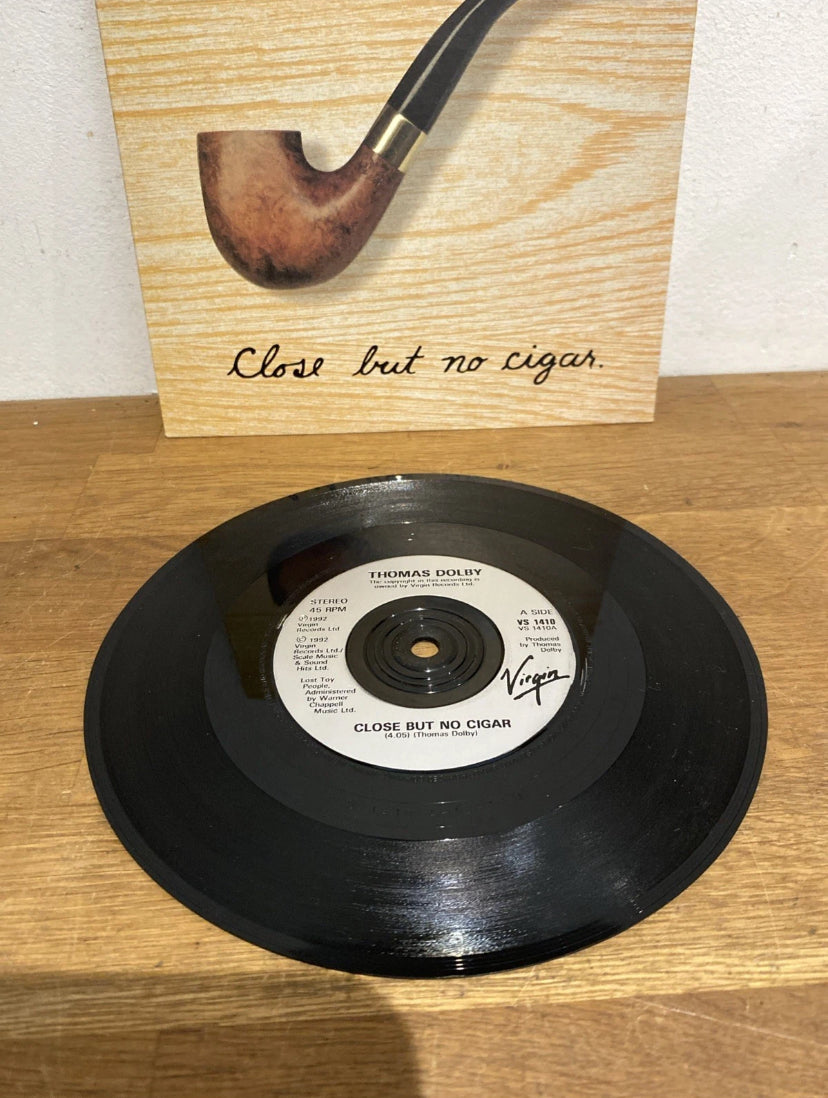 Close but no cigar.
THOMAS DOLBY
The copyright in this recording is
owned by Virgin Records Ltd.
STEREO
45 RPM
℗ 1992
Virgin
Records Ltd.
© 1992
Virgin
Records Ltd./
Scale Music
& Sound
Hits Ltd.
Lost Toy
People,
Administered
by Warner
Chappell
Music Ltd.
A SIDE
VS 1410
VS 1410A
Produced
by Thomas
Dolby
Virgin
CLOSE BUT NO CIGAR
(4.05) (Thomas Dolby)